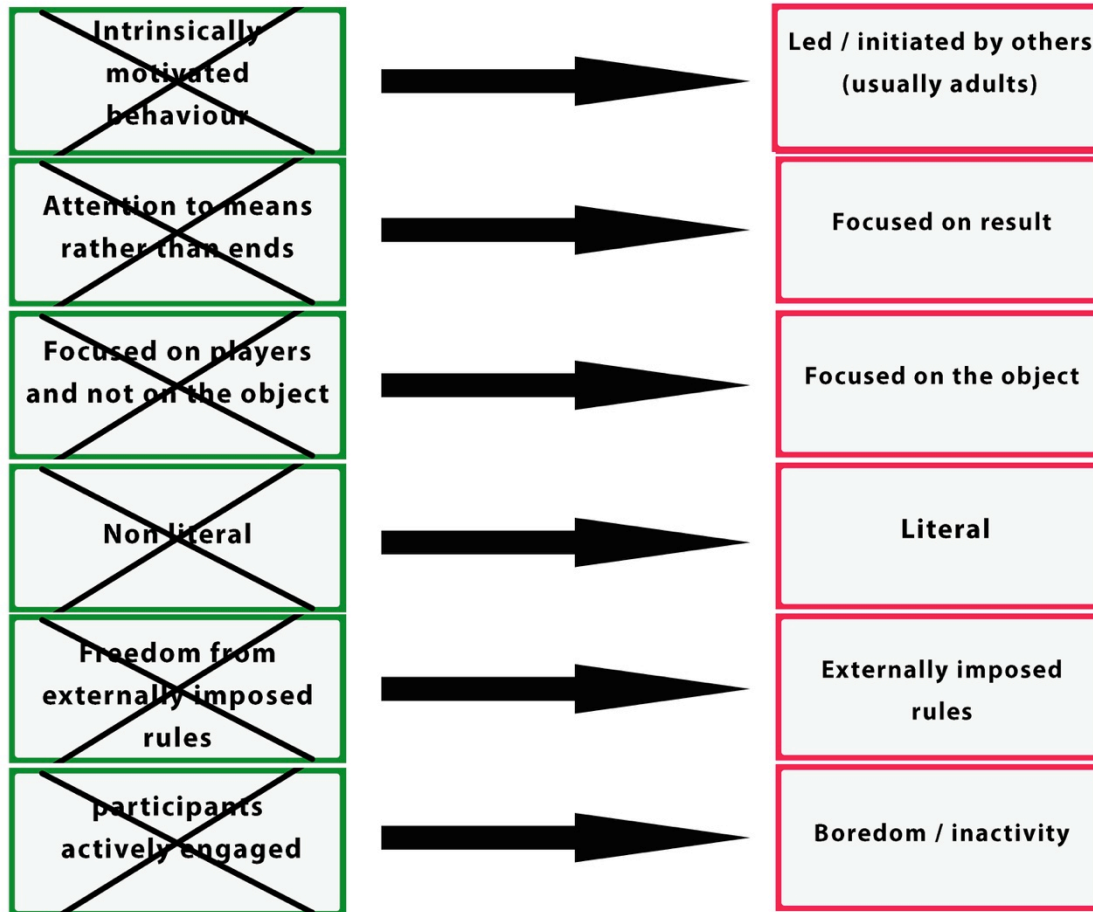 Intrinsically
motivated
behaviour
Led / initiated by others
(usually adults)
Attention to means
rather than ends
Focused on result
Focused on players
and not on the object
Focused on the object
Non literal
Literal
Freedom from
externally imposed
rules
Externally imposed
rules
participants
actively engaged
Boredom / inactivity